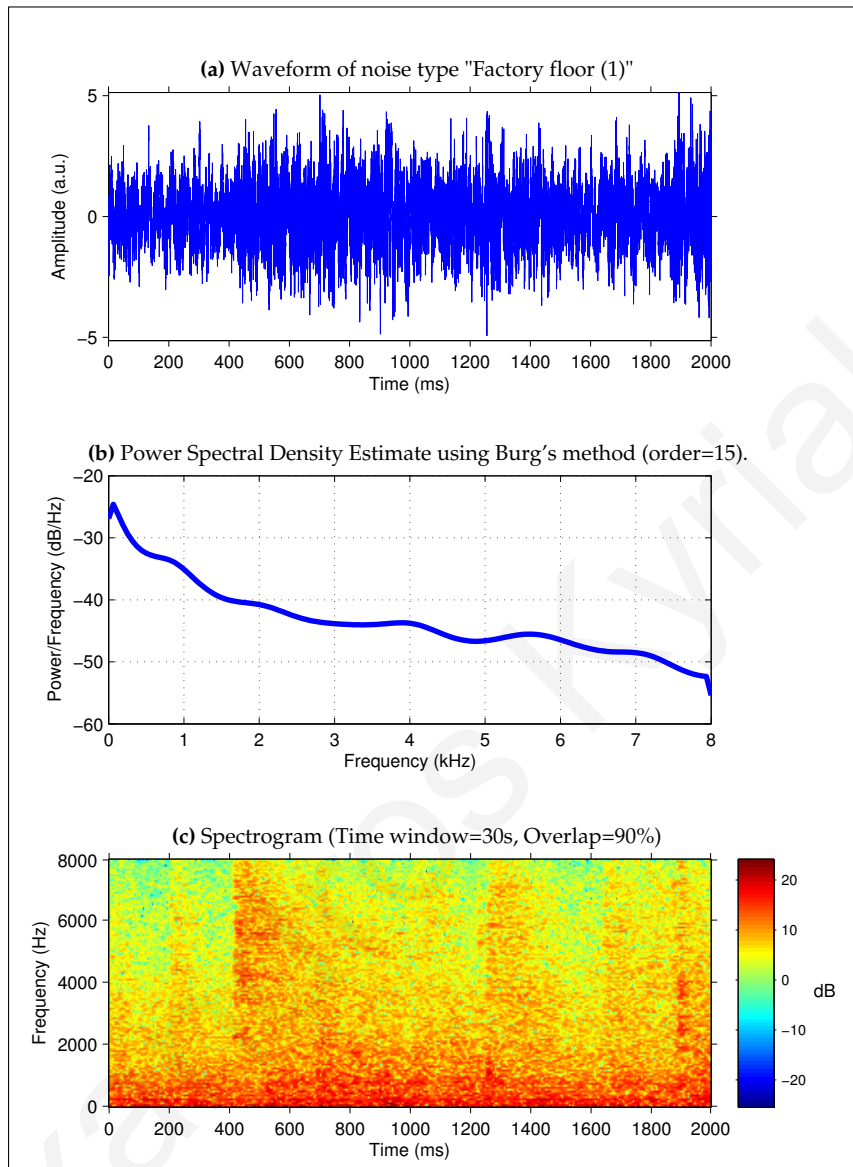 (a) Waveform of noise type "Factory floor (1)"
5
0
−5
Amplitude (a.u.)
0 200 400 600 800 1000 1200 1400 1600 1800 2000
Time (ms)
(b) Power Spectral Density Estimate using Burg's method (order=15).
−20
−30
−40
−50
−60
Power/Frequency (dB/Hz)
0 1 2 3 4 5 6 7 8
Frequency (kHz)
(c) Spectrogram (Time window=30s, Overlap=90%)
8000
6000
4000
2000
0
Frequency (Hz)
0 200 400 600 800 1000 1200 1400 1600 1800 2000
Time (ms)
20
10
0
−10
−20
dB
os Kyria